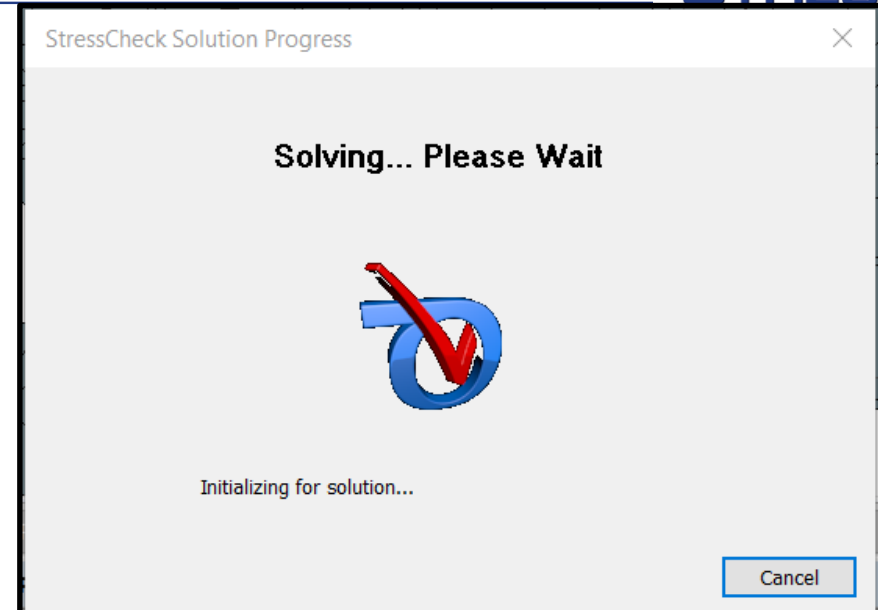 StressCheck Solution Progress
Solving... Please Wait
Initializing for solution...
Cancel